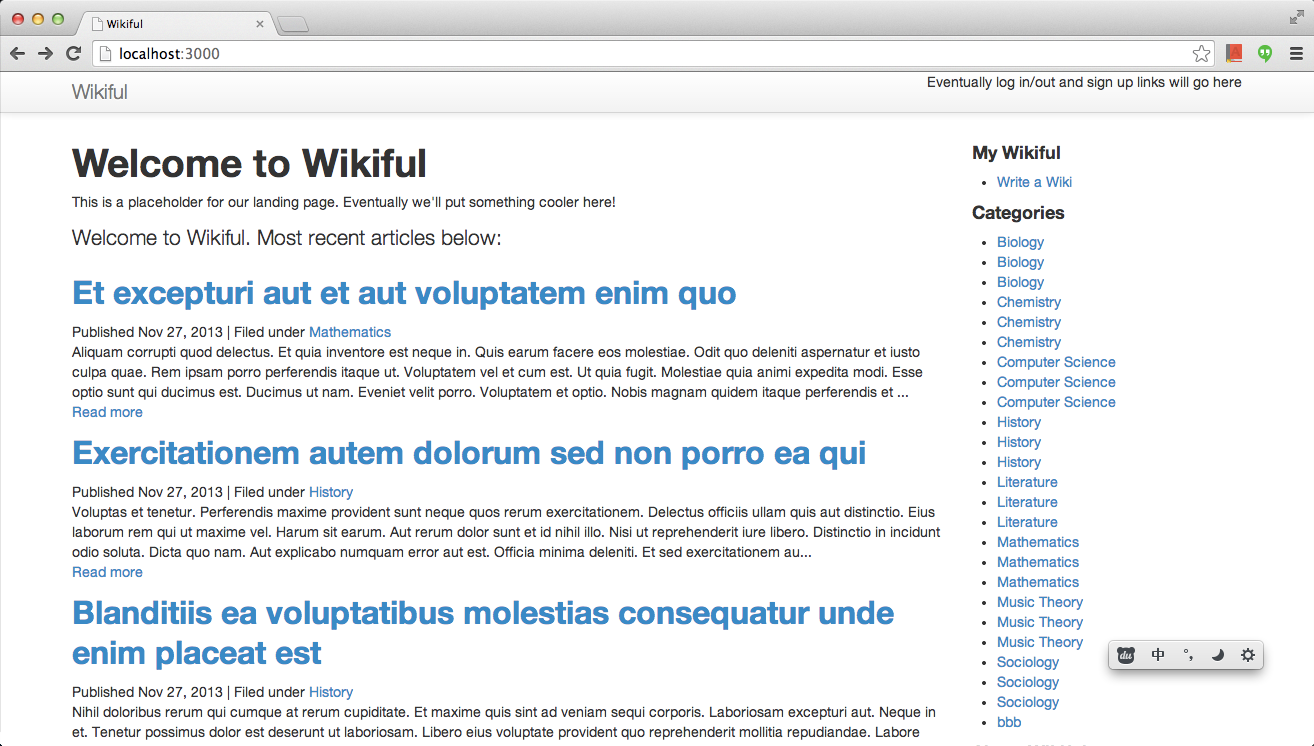 Wikiful
localhost:3000
Wikiful
Eventually log in/out and sign up links will go here
Welcome to Wikiful
This is a placeholder for our landing page. Eventually we'll put something cooler here!
Welcome to Wikiful. Most recent articles below:
Et excepturi aut et aut voluptatem enim quo
Published Nov 27, 2013 | Filed under Mathematics
Aliquam corrupti quod delectus. Et quia inventore est neque in. Quis earum facere eos molestiae. Odit quo deleniti aspernatur et iusto
culpa quae. Rem ipsam porro perferendis itaque ut. Voluptatem vel et cum est. Ut quia fugit. Molestiae quia animi expedita modi. Esse
optio sunt qui ducimus est. Ducimus ut nam. Eveniet velit porro. Voluptatem et optio. Nobis magnam quidem itaque perferendis et ...
Read more
Exercitationem autem dolorum sed non porro ea qui
Published Nov 27, 2013 | Filed under History
Voluptas et tenetur. Perferendis maxime provident sunt neque quos rerum exercitationem. Delectus officiis ullam quis aut distinctio. Eius
laborum rem qui ut maxime vel. Harum sit earum. Aut rerum dolor sunt et id nihil illo. Nisi ut reprehenderit iure libero. Distinctio in incidunt
odio soluta. Dicta quo nam. Aut explicabo numquam error aut est. Officia minima deleniti. Et sed exercitationem au...
Read more
Blanditiis ea voluptatibus molestias consequatur unde
enim placeat est
Published Nov 27, 2013 | Filed under History
Nihil doloribus rerum qui cumque at rerum cupiditate. Et maxime quis sint ad veniam sequi corporis. Laboriosam excepturi aut. Neque in
et. Tenetur possimus dolor est deserunt ut laboriosam. Libero eius voluptate provident quo reprehenderit mollitia repudiandae. Labore
My Wikiful
Write a Wiki
Categories
Biology
Biology
Biology
Chemistry
Chemistry
Chemistry
Computer Science
Computer Science
Computer Science
History
History
History
Literature
Literature
Literature
Mathematics
Mathematics
Mathematics
Music Theory
Music Theory
Music Theory
Sociology
Sociology
Sociology
bbb
du 中 °,